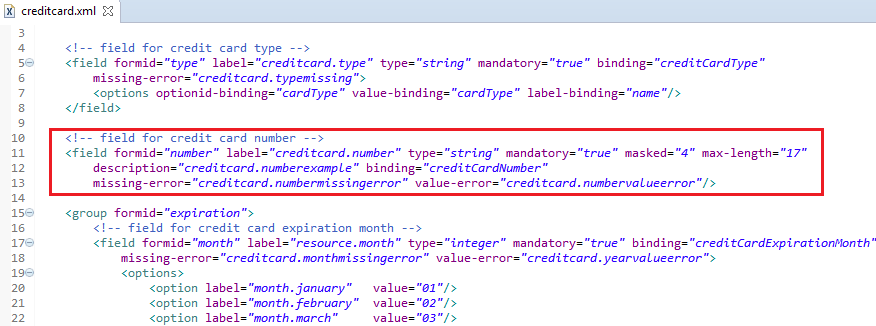 creditcard.xml
3
4 <!-- field for credit card type -->
5 <field formid="type" label="creditcard.type" type="string" mandatory="true" binding="creditCardType"
6 missing-error="creditcard.typemissing">
7 <options optionid-binding="cardType" value-binding="cardType" label-binding="name"/>
8 </field>
9
10 <!-- field for credit card number -->
11 <field formid="number" label="creditcard.number" type="string" mandatory="true" masked="4" max-length="17"
12 description="creditcard.numberexample" binding="creditCardNumber"
13 missing-error="creditcard.numbermissingerror" value-error="creditcard.numbervalueerror"/>
14
15 <group formid="expiration">
16 <!-- field for credit card expiration month -->
17 <field formid="month" label="resource.month" type="integer" mandatory="true" binding="creditCardExpirationMonth"
18 missing-error="creditcard.monthmissingerror" value-error="creditcard.yearvalueerror">
19 <options>
20 <option label="month.january" value="01"/>
21 <option label="month.february" value="02"/>
22 <option label="month.march" value="03"/>